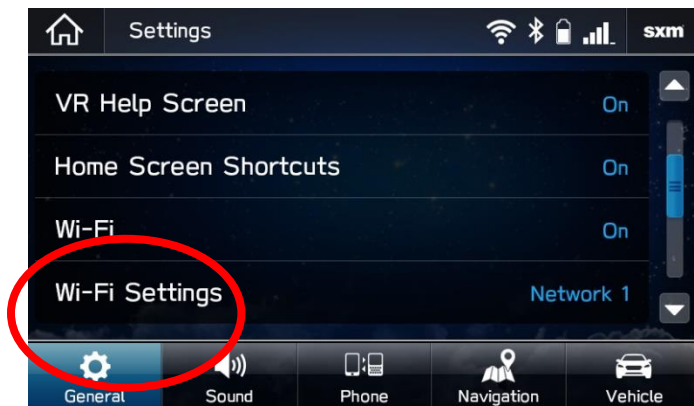 Settings
sxm
VR Help Screen On
Home Screen Shortcuts On
Wi-Fi On
Wi-Fi Settings Network 1
General Sound Phone Navigation Vehicle